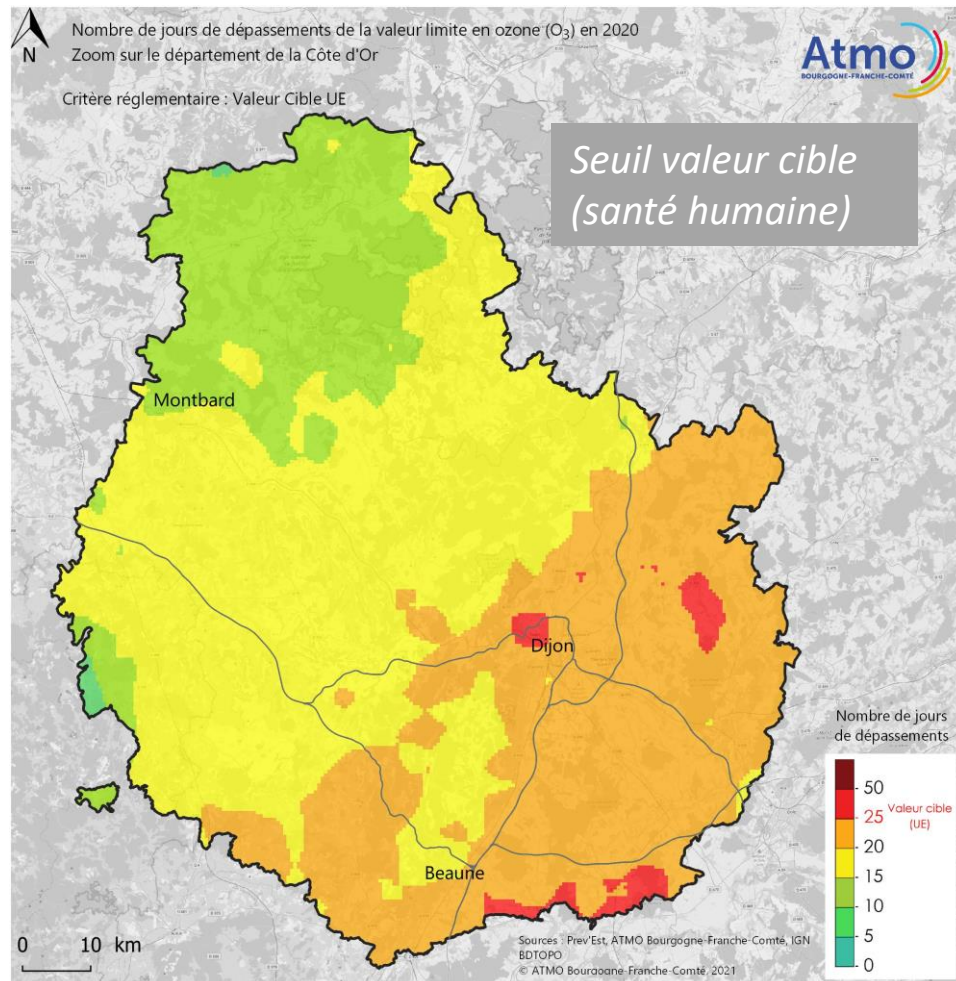 N
Nombre de jours de dépassements de la valeur limite en ozone (O₃) en 2020
Zoom sur le département de la Côte d'Or
Critère réglementaire : Valeur Cible UE
Atmo
BOURGOGNE-FRANCHE-COMTÉ
Seuil valeur cible
(santé humaine)
Montbard
Dijon
Beaune
Nombre de jours
de dépassements
50
25 Valeur cible
(UE)
20
15
10
5
0
0 10 km
Sources : Prev'Est, ATMO Bourgogne-Franche-Comté, IGN
BDTOPO
© ATMO Bourgogne-Franche-Comté, 2021